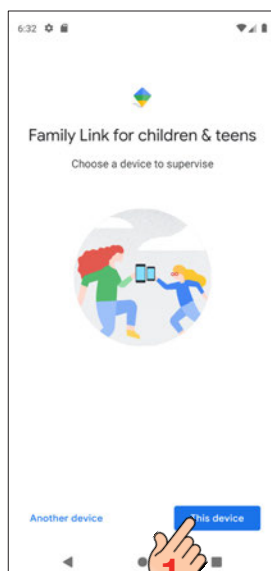 6:32
Family Link for children & teens
Choose a device to supervise
Another device
This device
1